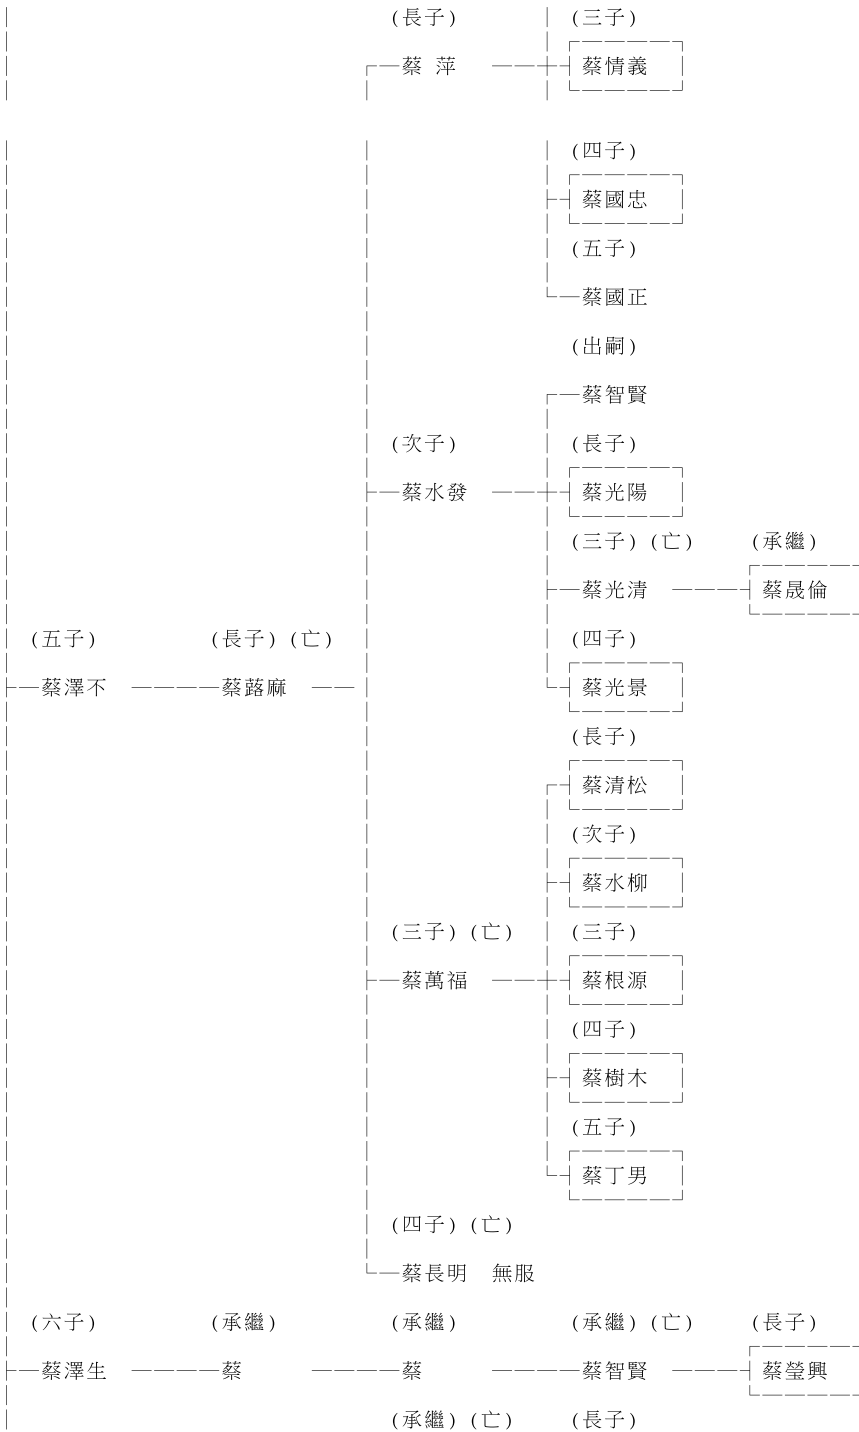 (長子) (三子)
蔡 萍 蔡情義
(四子)
蔡國忠
(五子)
蔡國正
(出嗣)
蔡智賢
(次子) (長子)
蔡水發 蔡光陽
(三子)(亡) (承繼)
蔡光清 蔡晟倫
(五子) (長子)(亡) (四子)
蔡澤不 蔡蕗麻 蔡光景
(長子)
蔡清松
(次子)
蔡水柳
(三子)(亡) (三子)
蔡萬福 蔡根源
(四子)
蔡樹木
(五子)
蔡丁男
(四子)(亡)
蔡長明 無服
(六子) (承繼) (承繼) (承繼)(亡) (長子)
蔡澤生 蔡 蔡 蔡智賢 蔡瑩興
(承繼)(亡) (長子)